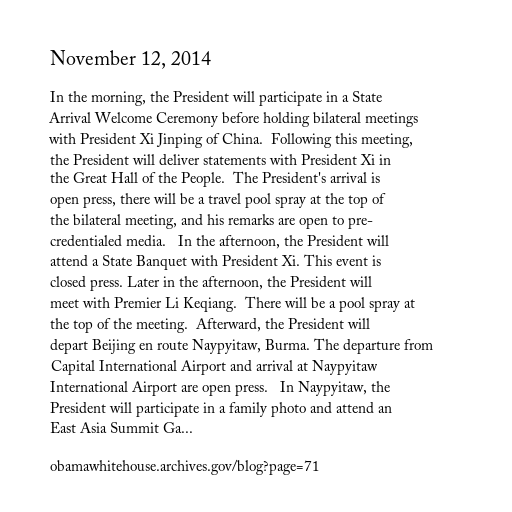 November 12, 2014
In the morning, the President will participate in a State
Arrival Welcome Ceremony before holding bilateral meetings
with President Xi Jinping of China.  Following this meeting,
the President will deliver statements with President Xi in
the Great Hall of the People.  The President's arrival is
open press, there will be a travel pool spray at the top of
the bilateral meeting, and his remarks are open to pre-
credentialed media.   In the afternoon, the President will
attend a State Banquet with President Xi. This event is
closed press. Later in the afternoon, the President will
meet with Premier Li Keqiang.  There will be a pool spray at
the top of the meeting.  Afterward, the President will
depart Beijing en route Naypyitaw, Burma. The departure from
Capital International Airport and arrival at Naypyitaw
International Airport are open press.   In Naypyitaw, the
President will participate in a family photo and attend an
East Asia Summit Ga...
obamawhitehouse.archives.gov/blog?page=71